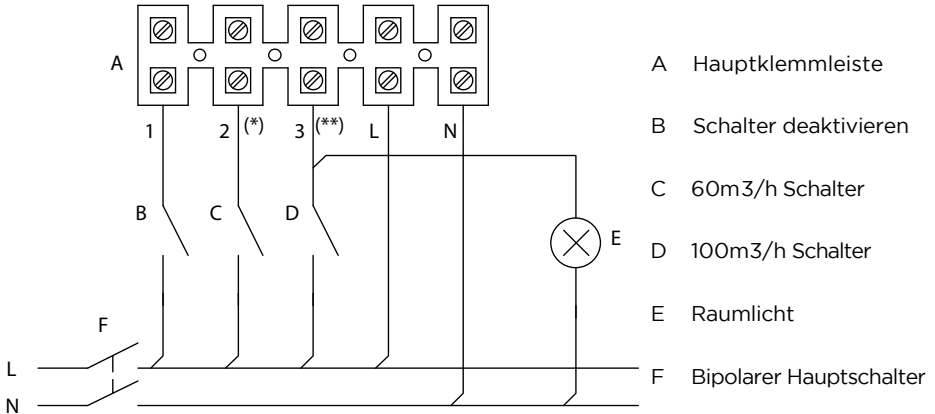 A
1 2 (*) 3 (**) L N
B C D E
F
L
N
A Hauptklemmleiste
B Schalter deaktivieren
C 60m3/h Schalter
D 100m3/h Schalter
E Raumlicht
F Bipolarer Hauptschalter